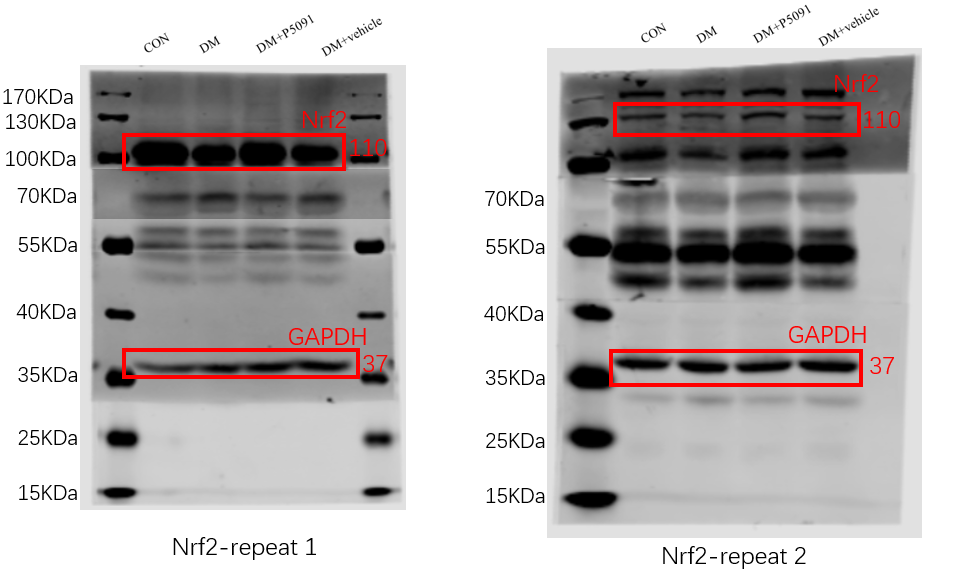 CON DM DM+P5091 DM+vehicle
170KDa
130KDa
100KDa
70KDa
55KDa
40KDa
35KDa
25KDa
15KDa
Nrf2
110
GAPDH
37
Nrf2-repeat 1
CON DM DM+P5091 DM+vehicle
Nrf2
110
70KDa
55KDa
40KDa
35KDa
25KDa
15KDa
GAPDH
37
Nrf2-repeat 2